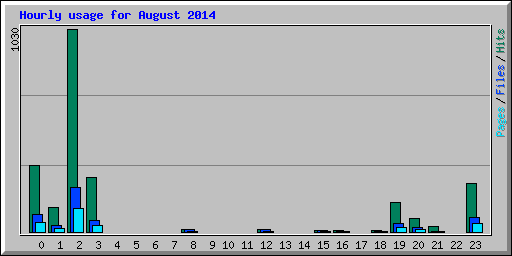 Hourly usage for August 2014
1030
Pages/Files/Hits
0 1 2 3 4 5 6 7 8 9 10 11 12 13 14 15 16 17 18 19 20 21 22 23